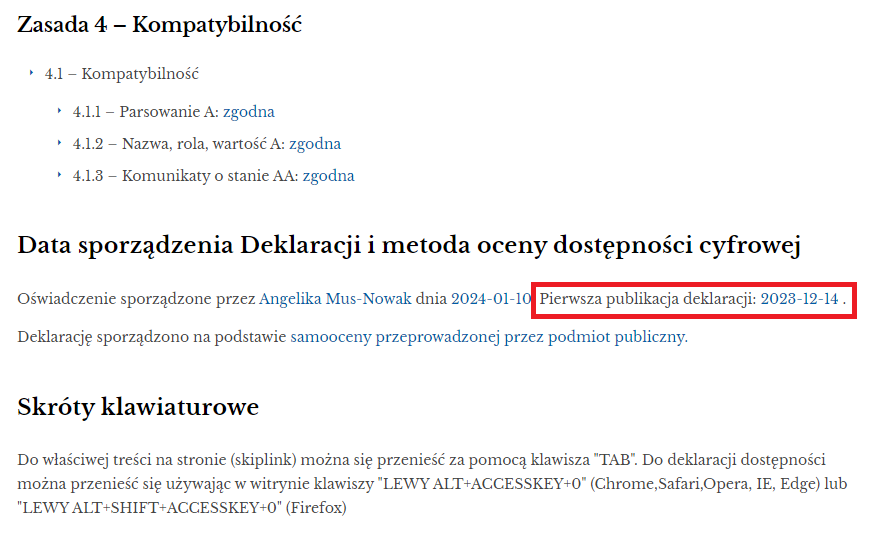 Zasada 4 – Kompatybilność
4.1 – Kompatybilność
4.1.1 – Parsowanie A: zgodna
4.1.2 – Nazwa, rola, wartość A: zgodna
4.1.3 – Komunikaty o stanie AA: zgodna
Data sporządzenia Deklaracji i metoda oceny dostępności cyfrowej
Oświadczenie sporządzone przez Angelika Mus-Nowak dnia 2024-01-10 Pierwsza publikacja deklaracji: 2023-12-14 .
Deklarację sporządzono na podstawie samooceny przeprowadzonej przez podmiot publiczny.
Skróty klawiaturowe
Do właściwej treści na stronie (skiplink) można się przenieść za pomocą klawisza "TAB". Do deklaracji dostępności
można przenieść się używając w witrynie klawiszy "LEWY ALT+ACCESSKEY+0" (Chrome,Safari,Opera, IE, Edge) lub
"LEWY ALT+SHIFT+ACCESSKEY+0" (Firefox)